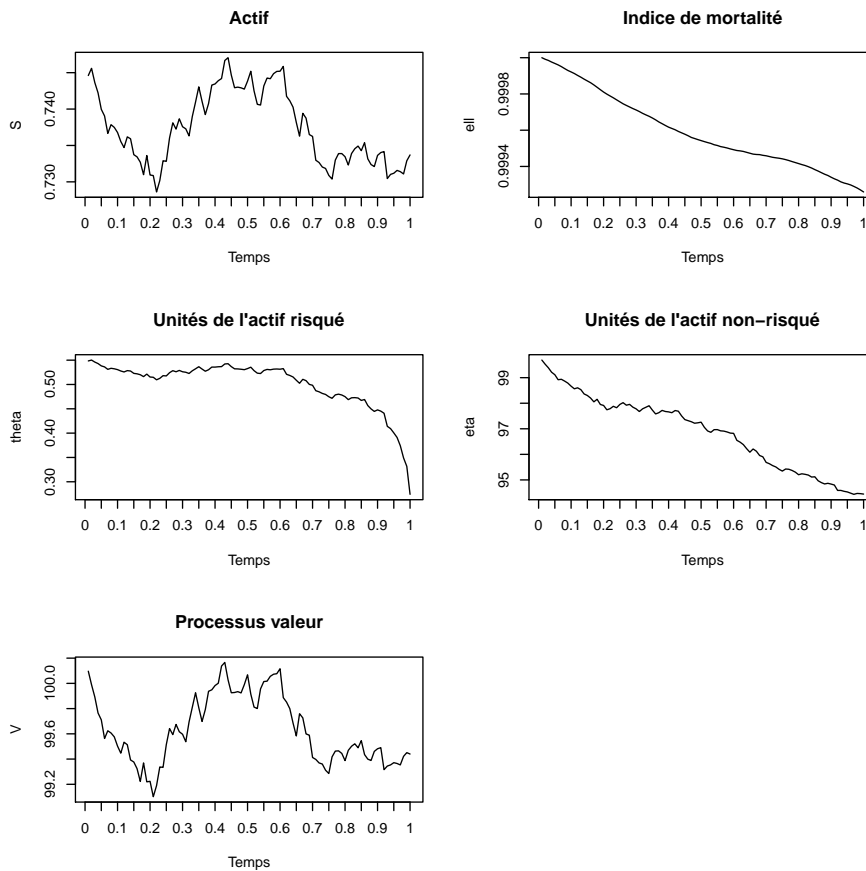 Actif
S
0.730
0.740
0 0.1 0.2 0.3 0.4 0.5 0.6 0.7 0.8 0.9 1
Temps
Indice de mortalité
ell
0.9994
0.9998
0 0.1 0.2 0.3 0.4 0.5 0.6 0.7 0.8 0.9 1
Temps
Unités de l'actif risqué
theta
0.30
0.40
0.50
0 0.1 0.2 0.3 0.4 0.5 0.6 0.7 0.8 0.9 1
Temps
Unités de l'actif non−risqué
eta
95
97
99
0 0.1 0.2 0.3 0.4 0.5 0.6 0.7 0.8 0.9 1
Temps
Processus valeur
V
99.2
99.6
100.0
0 0.1 0.2 0.3 0.4 0.5 0.6 0.7 0.8 0.9 1
Temps